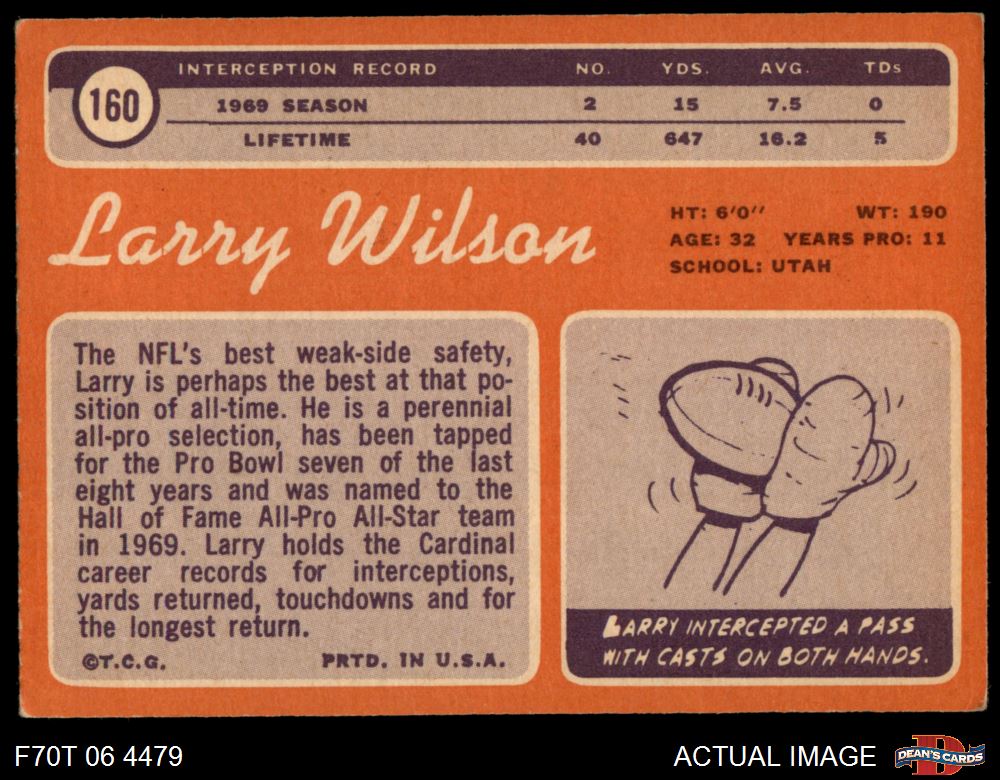 160
INTERCEPTION RECORD NO. YDS. AVG. TDs
1969 SEASON 2 15 7.5 0
LIFETIME 40 647 16.2 5
Larry Wilson
HT: 6'0'' WT: 190
AGE: 32 YEARS PRO: 11
SCHOOL: UTAH
The NFL's best weak-side safety,
Larry is perhaps the best at that po-
sition of all-time. He is a perennial
all-pro selection, has been tapped
for the Pro Bowl seven of the last
eight years and was named to the
Hall of Fame All-Pro All-Star team
in 1969. Larry holds the Cardinal
career records for interceptions,
yards returned, touchdowns and for
the longest return.
©T.C.G. PRTD. IN U.S.A.
LARRY INTERCEPTED A PASS
WITH CASTS ON BOTH HANDS.
F70T 06 4479 ACTUAL IMAGE
D
DEAN'S CARDS